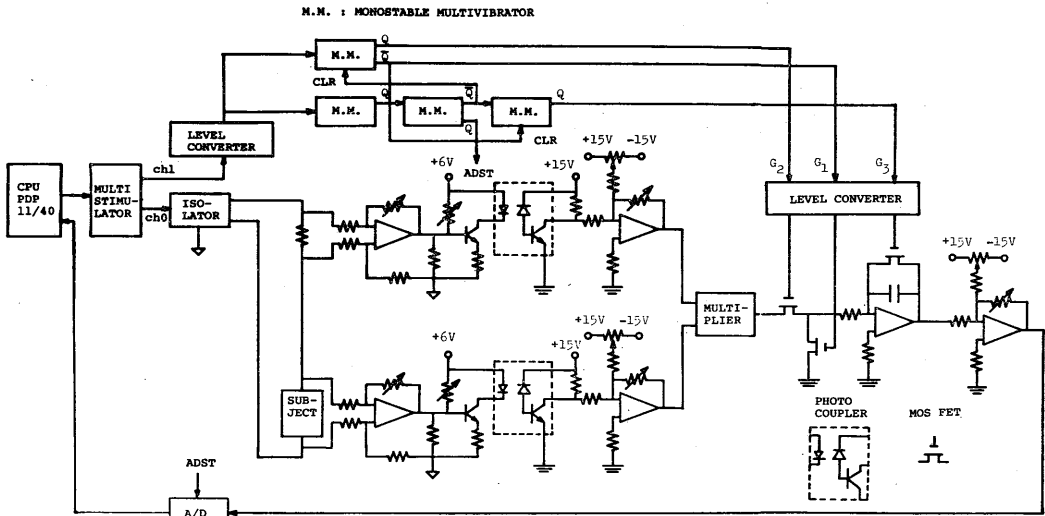 M.M. : MONOSTABLE MULTIVIBRATOR
M.M.
Q
Q̅
CLR
M.M.
Q
M.M.
Q̅
Q
M.M.
Q
CLR
ADST
LEVEL
CONVERTER
ch1
ch0
CPU
PDP
11/40
MULTI
STIMU-
LATOR
ISO-
LATOR
+6V
+15V
+15V
-15V
G2
G1
G3
LEVEL CONVERTER
+15V
-15V
MULTI-
PLIER
SUB-
JECT
+6V
+15V
+15V
-15V
PHOTO
COUPLER
MOS FET
ADST
A/D